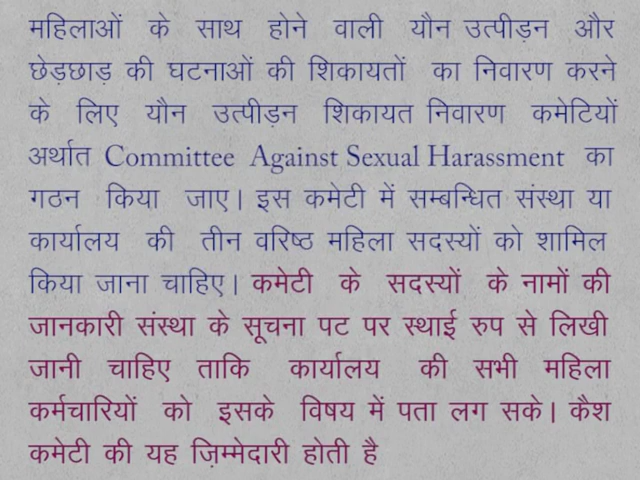 महिलाओं के साथ होने वाली यौन उत्पीड़न और
छेड़छाड़ की घटनाओं की शिकायतों का निवारण करने
के लिए यौन उत्पीड़न शिकायत निवारण कमेटियों
अर्थात Committee Against Sexual Harassment का
गठन किया जाए। इस कमेटी में सम्बन्धित संस्था या
कार्यालय की तीन वरिष्ठ महिला सदस्यों को शामिल
किया जाना चाहिए। कमेटी के सदस्यों के नामों की
जानकारी संस्था के सूचना पट पर स्थाई रुप से लिखी
जानी चाहिए ताकि कार्यालय की सभी महिला
कर्मचारियों को इसके विषय में पता लग सके। कैश
कमेटी की यह ज़िम्मेदारी होती है